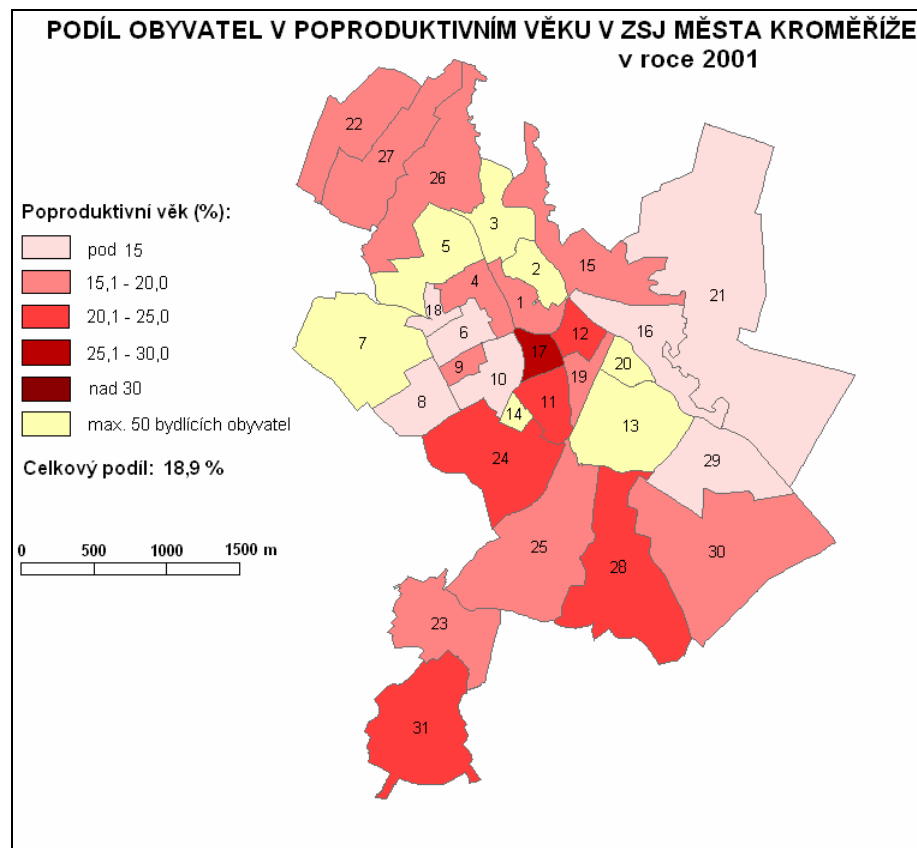 PODÍL OBYVATEL V POPRODUKTIVNÍM VĚKU V ZSJ MĚSTA KROMĚŘÍŽE
v roce 2001
22
27
26
3
5
2
15
4
21
1
18
16
6
12
7
17
20
9
19
10
8
11
14
13
24
29
25
30
28
23
31
Poproduktivní věk (%):
pod 15
15,1 - 20,0
20,1 - 25,0
25,1 - 30,0
nad 30
max. 50 bydlících obyvatel
Celkový podíl: 18,9 %
0 500 1000 1500 m